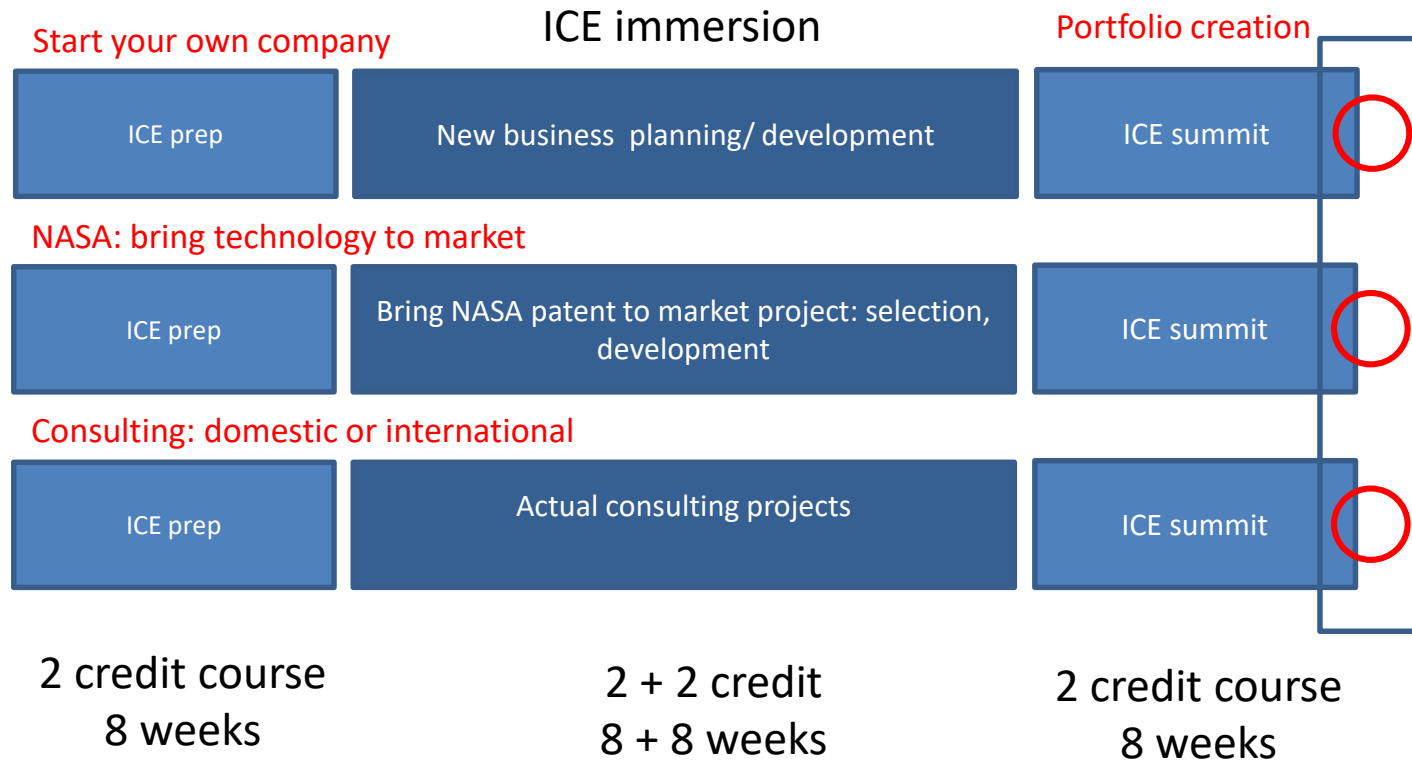 Start your own company
ICE immersion
Portfolio creation
ICE prep
New business planning/ development
ICE summit
NASA: bring technology to market
ICE prep
Bring NASA patent to market project: selection,
development
ICE summit
Consulting: domestic or international
ICE prep
Actual consulting projects
ICE summit
2 credit course
8 weeks
2 + 2 credit
8 + 8 weeks
2 credit course
8 weeks